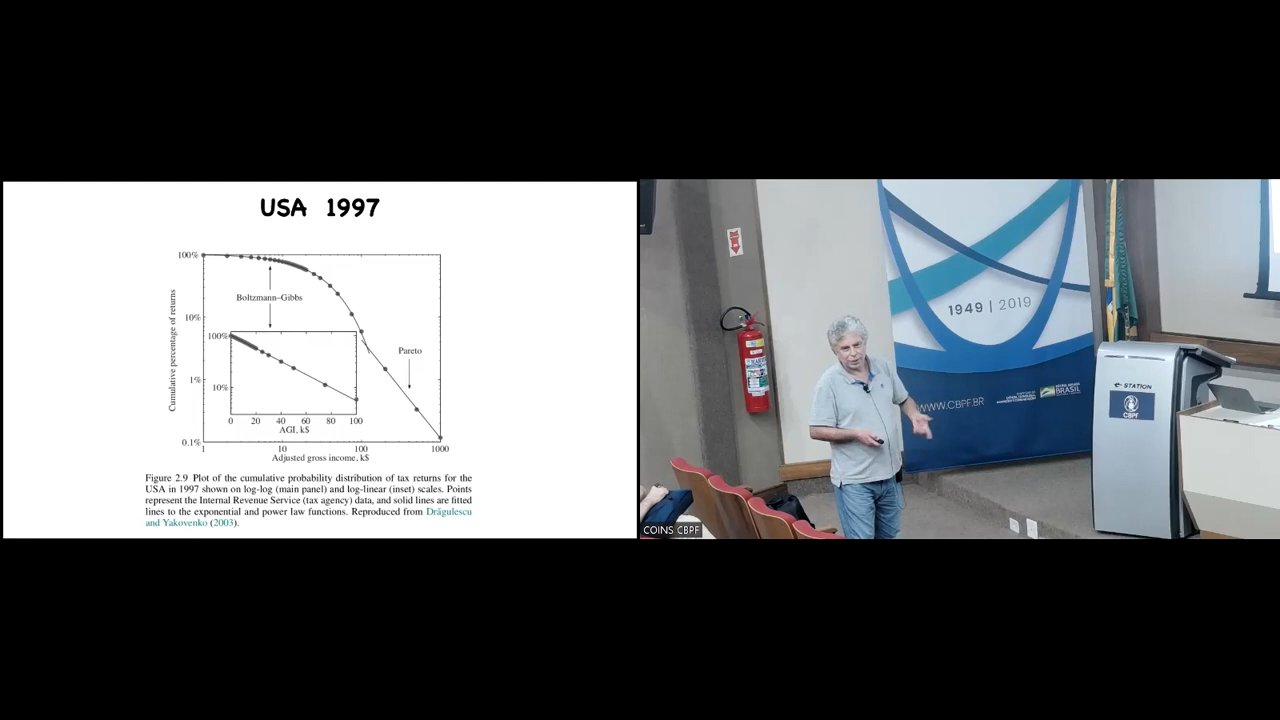 USA 1997
100%
10%
1%
0.1%
Cumulative percentage of returns
Boltzmann–Gibbs
Pareto
100%
10%
0 20 40 60 80 100
AGI, k$
1 10 100 1000
Adjusted gross income, k$
Figure 2.9 Plot of the cumulative probability distribution of tax returns for the
USA in 1997 shown on log-log (main panel) and log-linear (inset) scales. Points
represent the Internal Revenue Service (tax agency) data, and solid lines are fitted
lines to the exponential and power law functions. Reproduced from Drăgulescu
and Yakovenko (2003).
1949 | 2019
WWW.CBPF.BR
BRASIL
e-STATION
CBPF
COINS CBPF